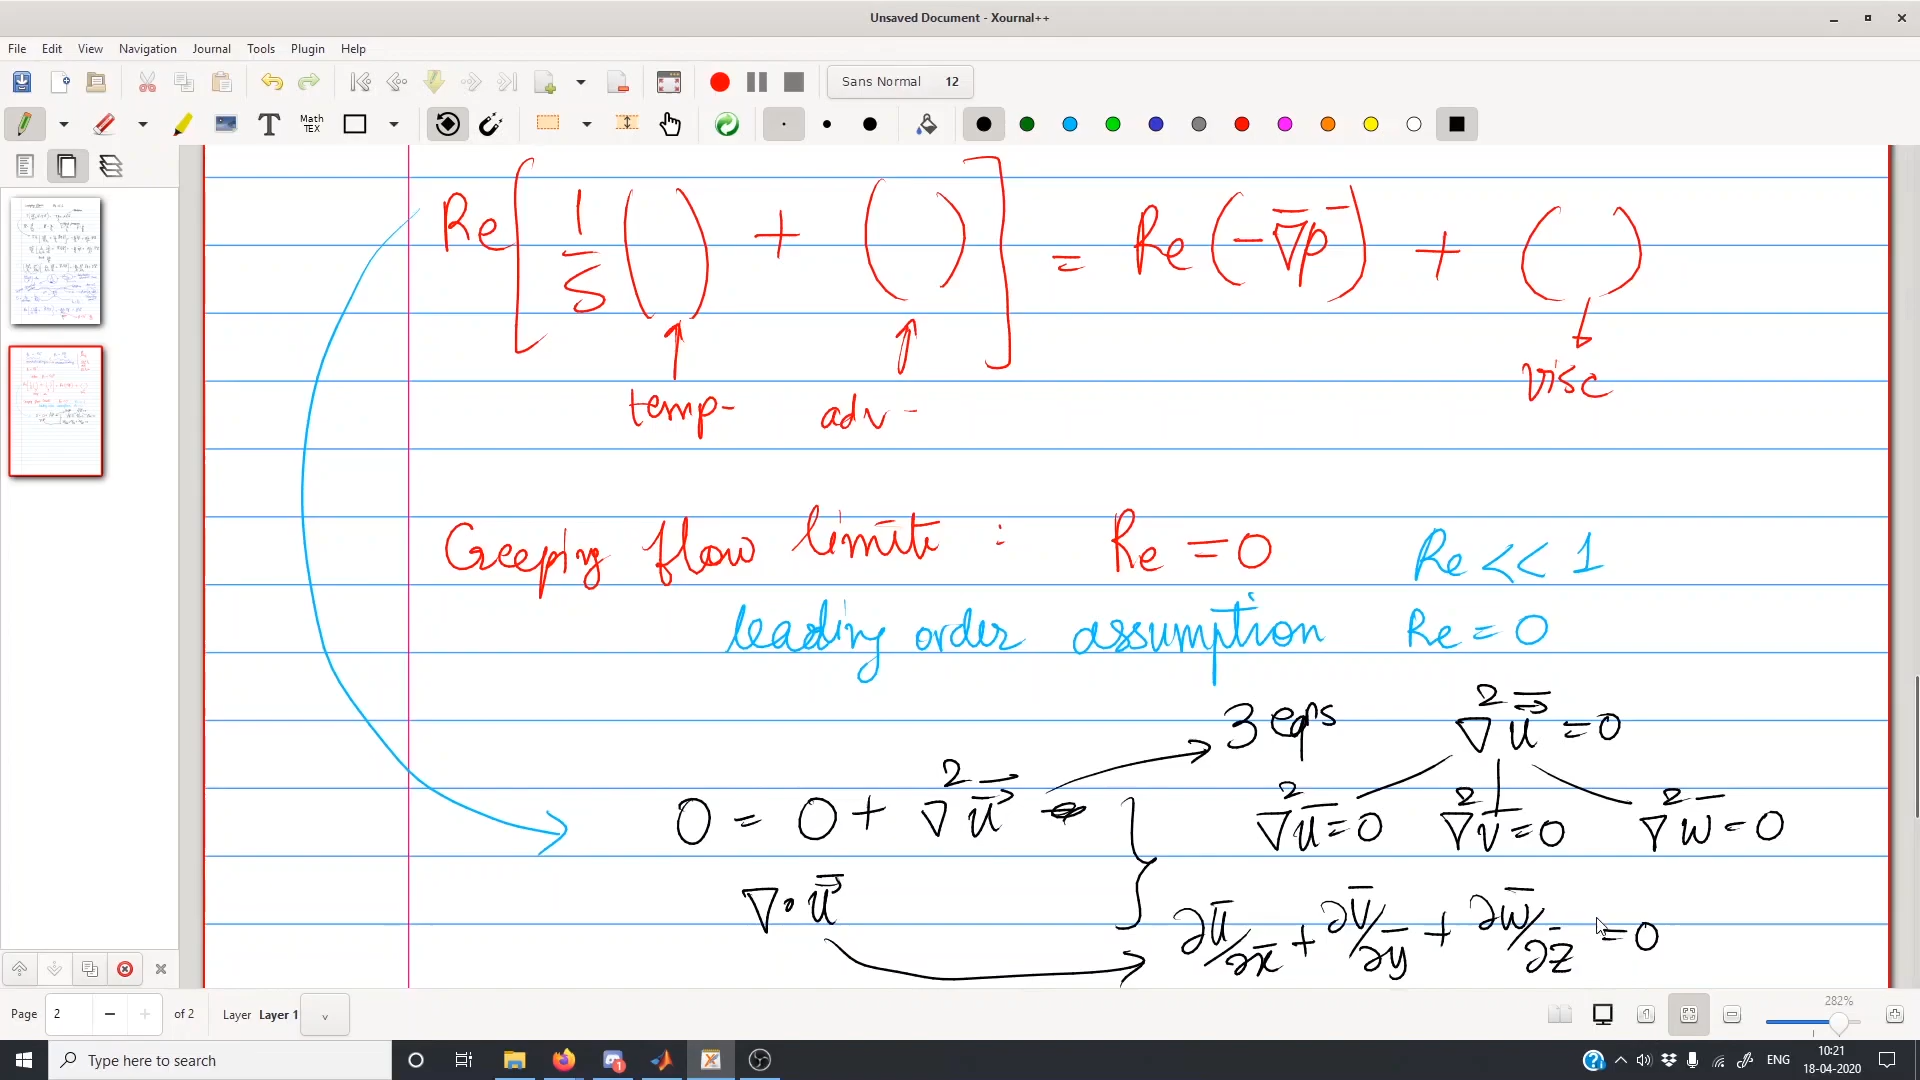 Unsaved Document - Xournal++
File Edit View Navigation Journal Tools Plugin Help
Sans Normal 12
T Math TEX
Re [ 1/S ( ) + ( ) ] = Re ( -∇̅p̅ ) + ( )
temp- adv - visc
Creeping flow limit : Re = 0 Re << 1
leading order assumption Re = 0
3 eqns ∇²u⃗̅ = 0
0 = 0 + ∇²u⃗̅ ∇²u̅ = 0 ∇²v̅ = 0 ∇²w̅ = 0
∇ · u⃗̅
∂u̅/∂x̅ + ∂v̅/∂y̅ + ∂w̅/∂z̅ = 0
Page 2 of 2 Layer Layer 1 282%
Type here to search
ENG 10:21
18-04-2020